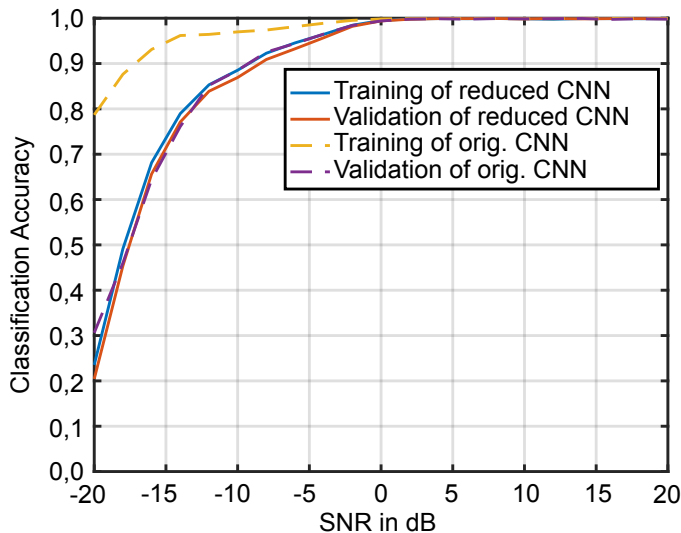 1,0
0,9
0,8
0,7
0,6
0,5
0,4
0,3
0,2
0,1
0,0
Classification Accuracy
Training of reduced CNN
Validation of reduced CNN
Training of orig. CNN
Validation of orig. CNN
-20 -15 -10 -5 0 5 10 15 20
SNR in dB